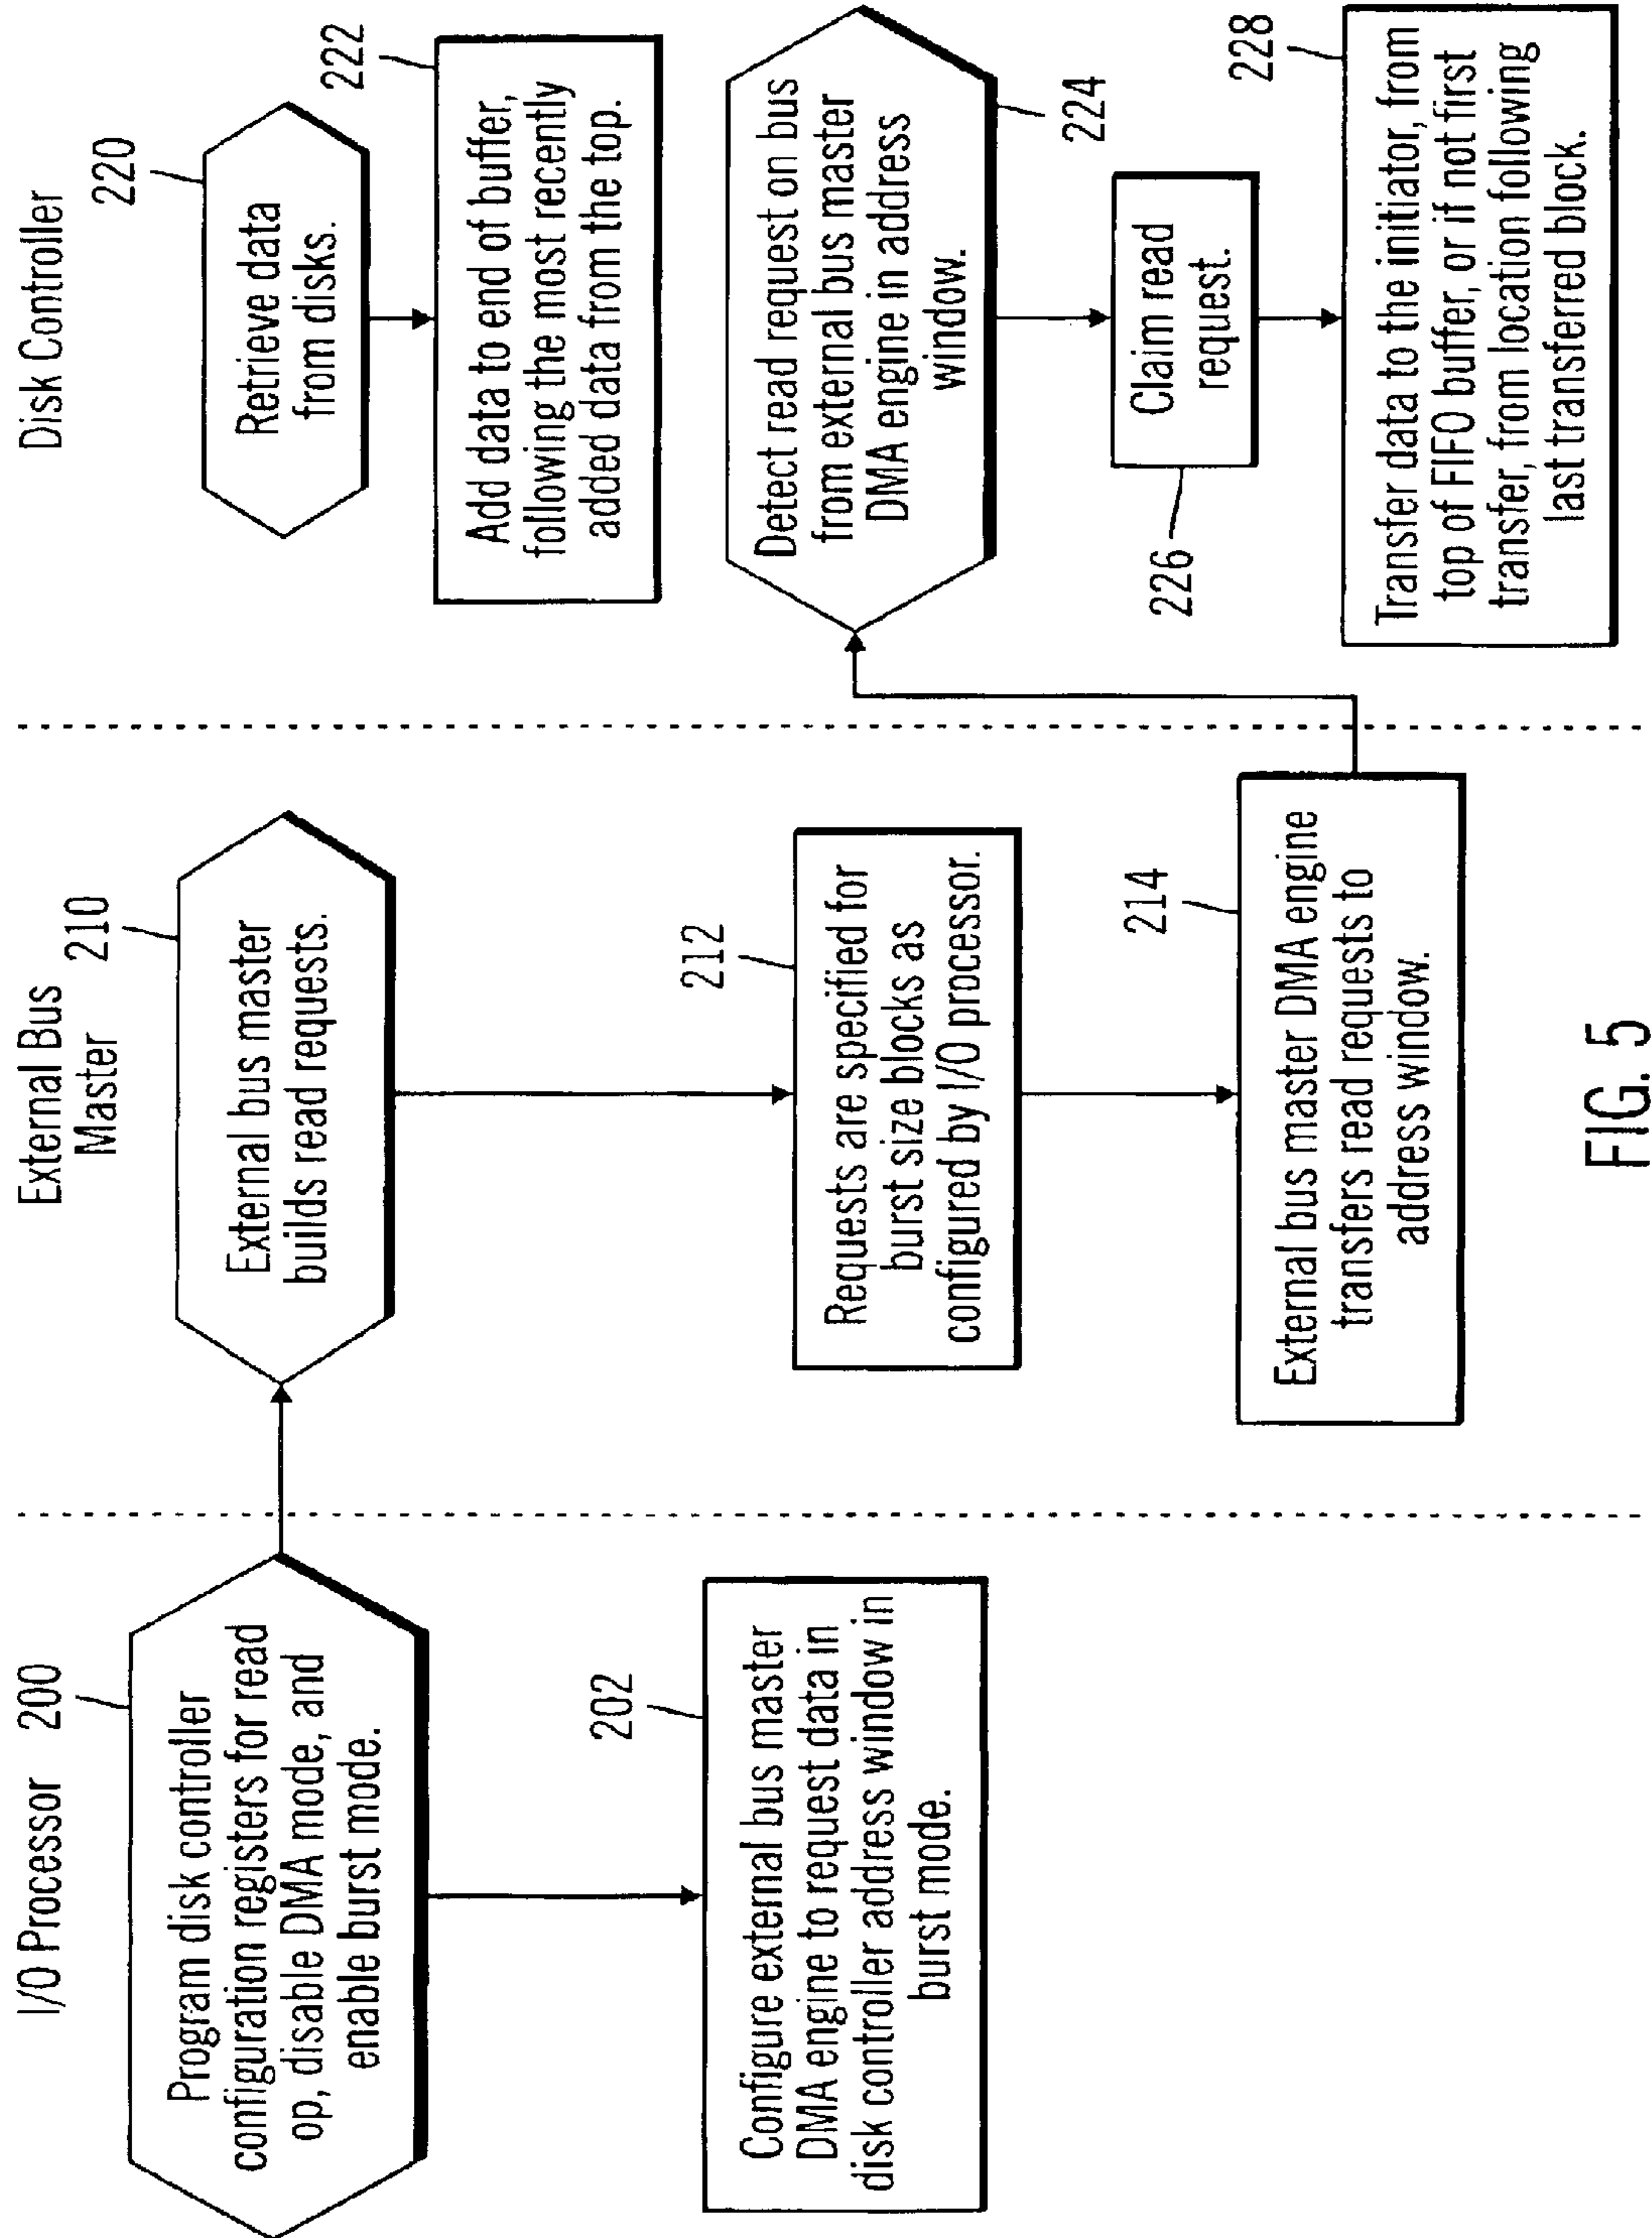 I/O Processor
200
Program disk controller
configuration registers for read
op, disable DMA mode, and
enable burst mode.
202
Configure external bus master
DMA engine to request data in
disk controller address window in
burst mode.
External Bus
Master
210
External bus master
builds read requests.
212
Requests are specified for
burst size blocks as
configured by I/O processor.
214
External bus master DMA engine
transfers read requests to
address window.
Disk Controller
220
Retrieve data
from disks.
222
Add data to end of buffer,
following the most recently
added data from the top.
Detect read request on bus
from external bus master
DMA engine in address
window.
224
Claim read
request.
226
228
Transfer data to the initiator, from
top of FIFO buffer, or if not first
transfer, from location following
last transferred block.
FIG. 5